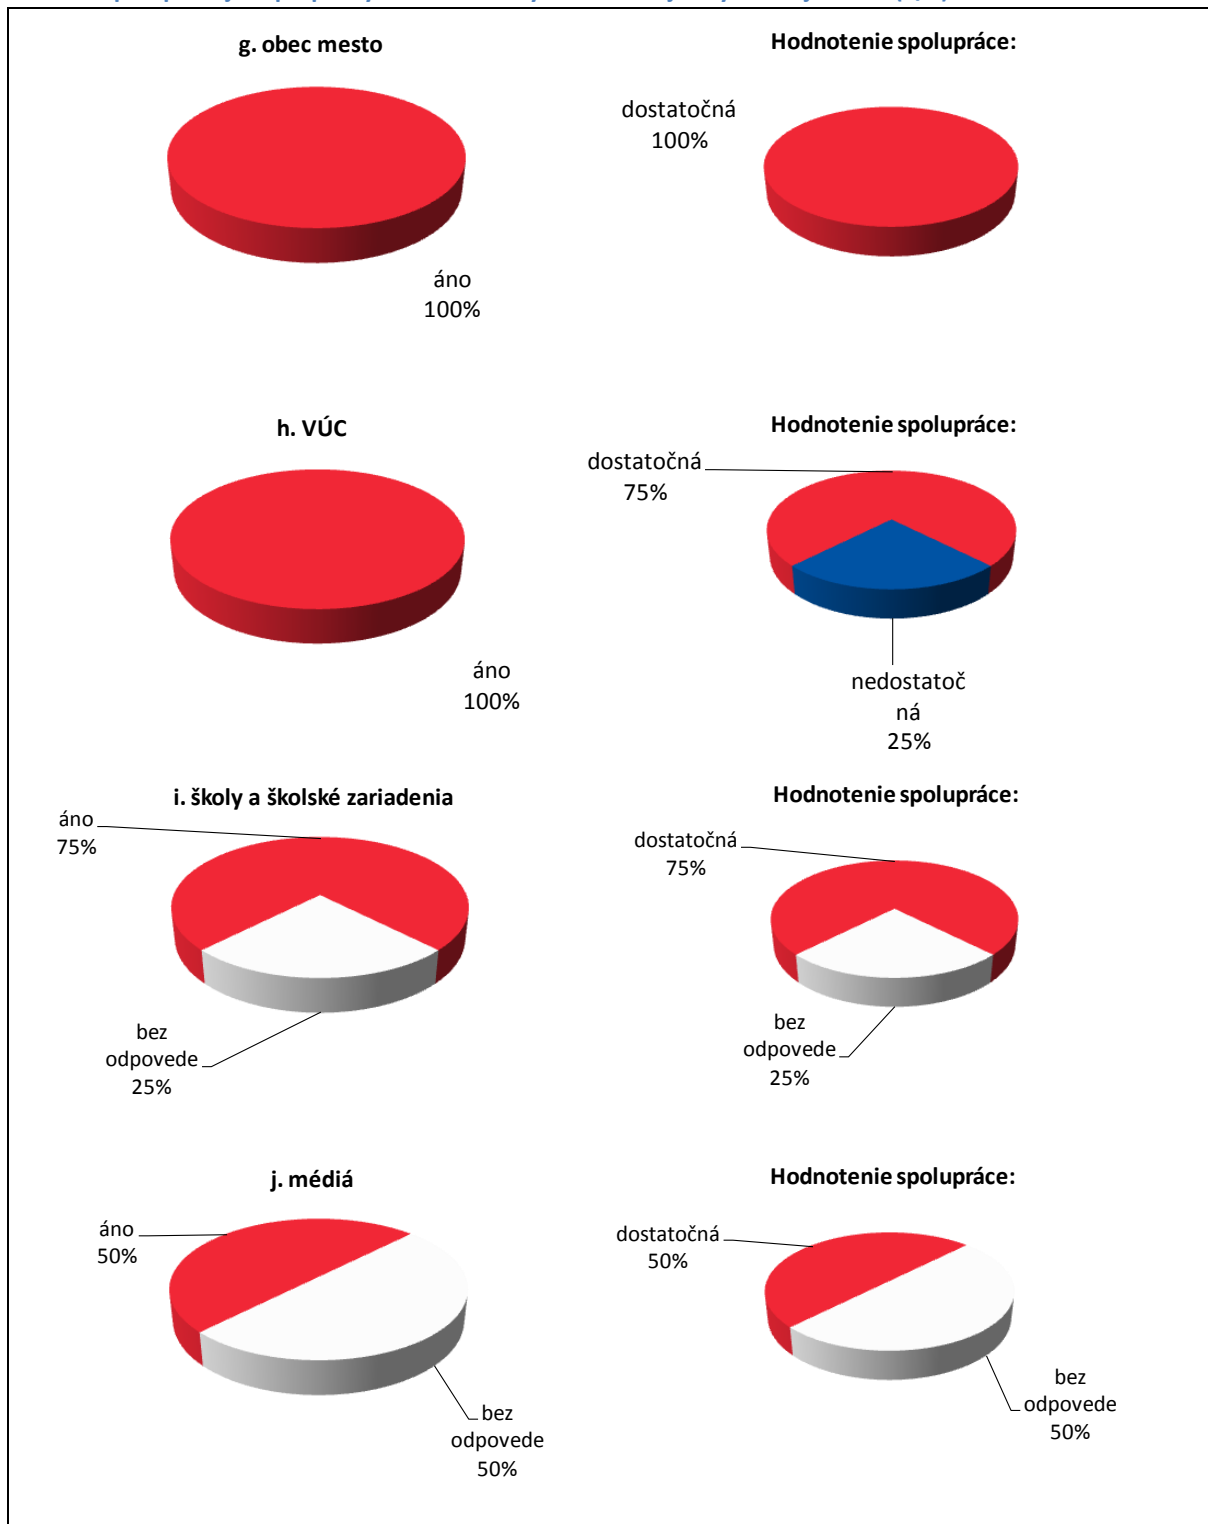 g. obec mesto
áno
100%
Hodnotenie spolupráce:
dostatočná
100%
h. VÚC
áno
100%
Hodnotenie spolupráce:
dostatočná
75%
nedostatoč
ná
25%
i. školy a školské zariadenia
áno
75%
bez
odpovede
25%
Hodnotenie spolupráce:
dostatočná
75%
bez
odpovede
25%
j. médiá
áno
50%
bez
odpovede
50%
Hodnotenie spolupráce:
dostatočná
50%
bez
odpovede
50%